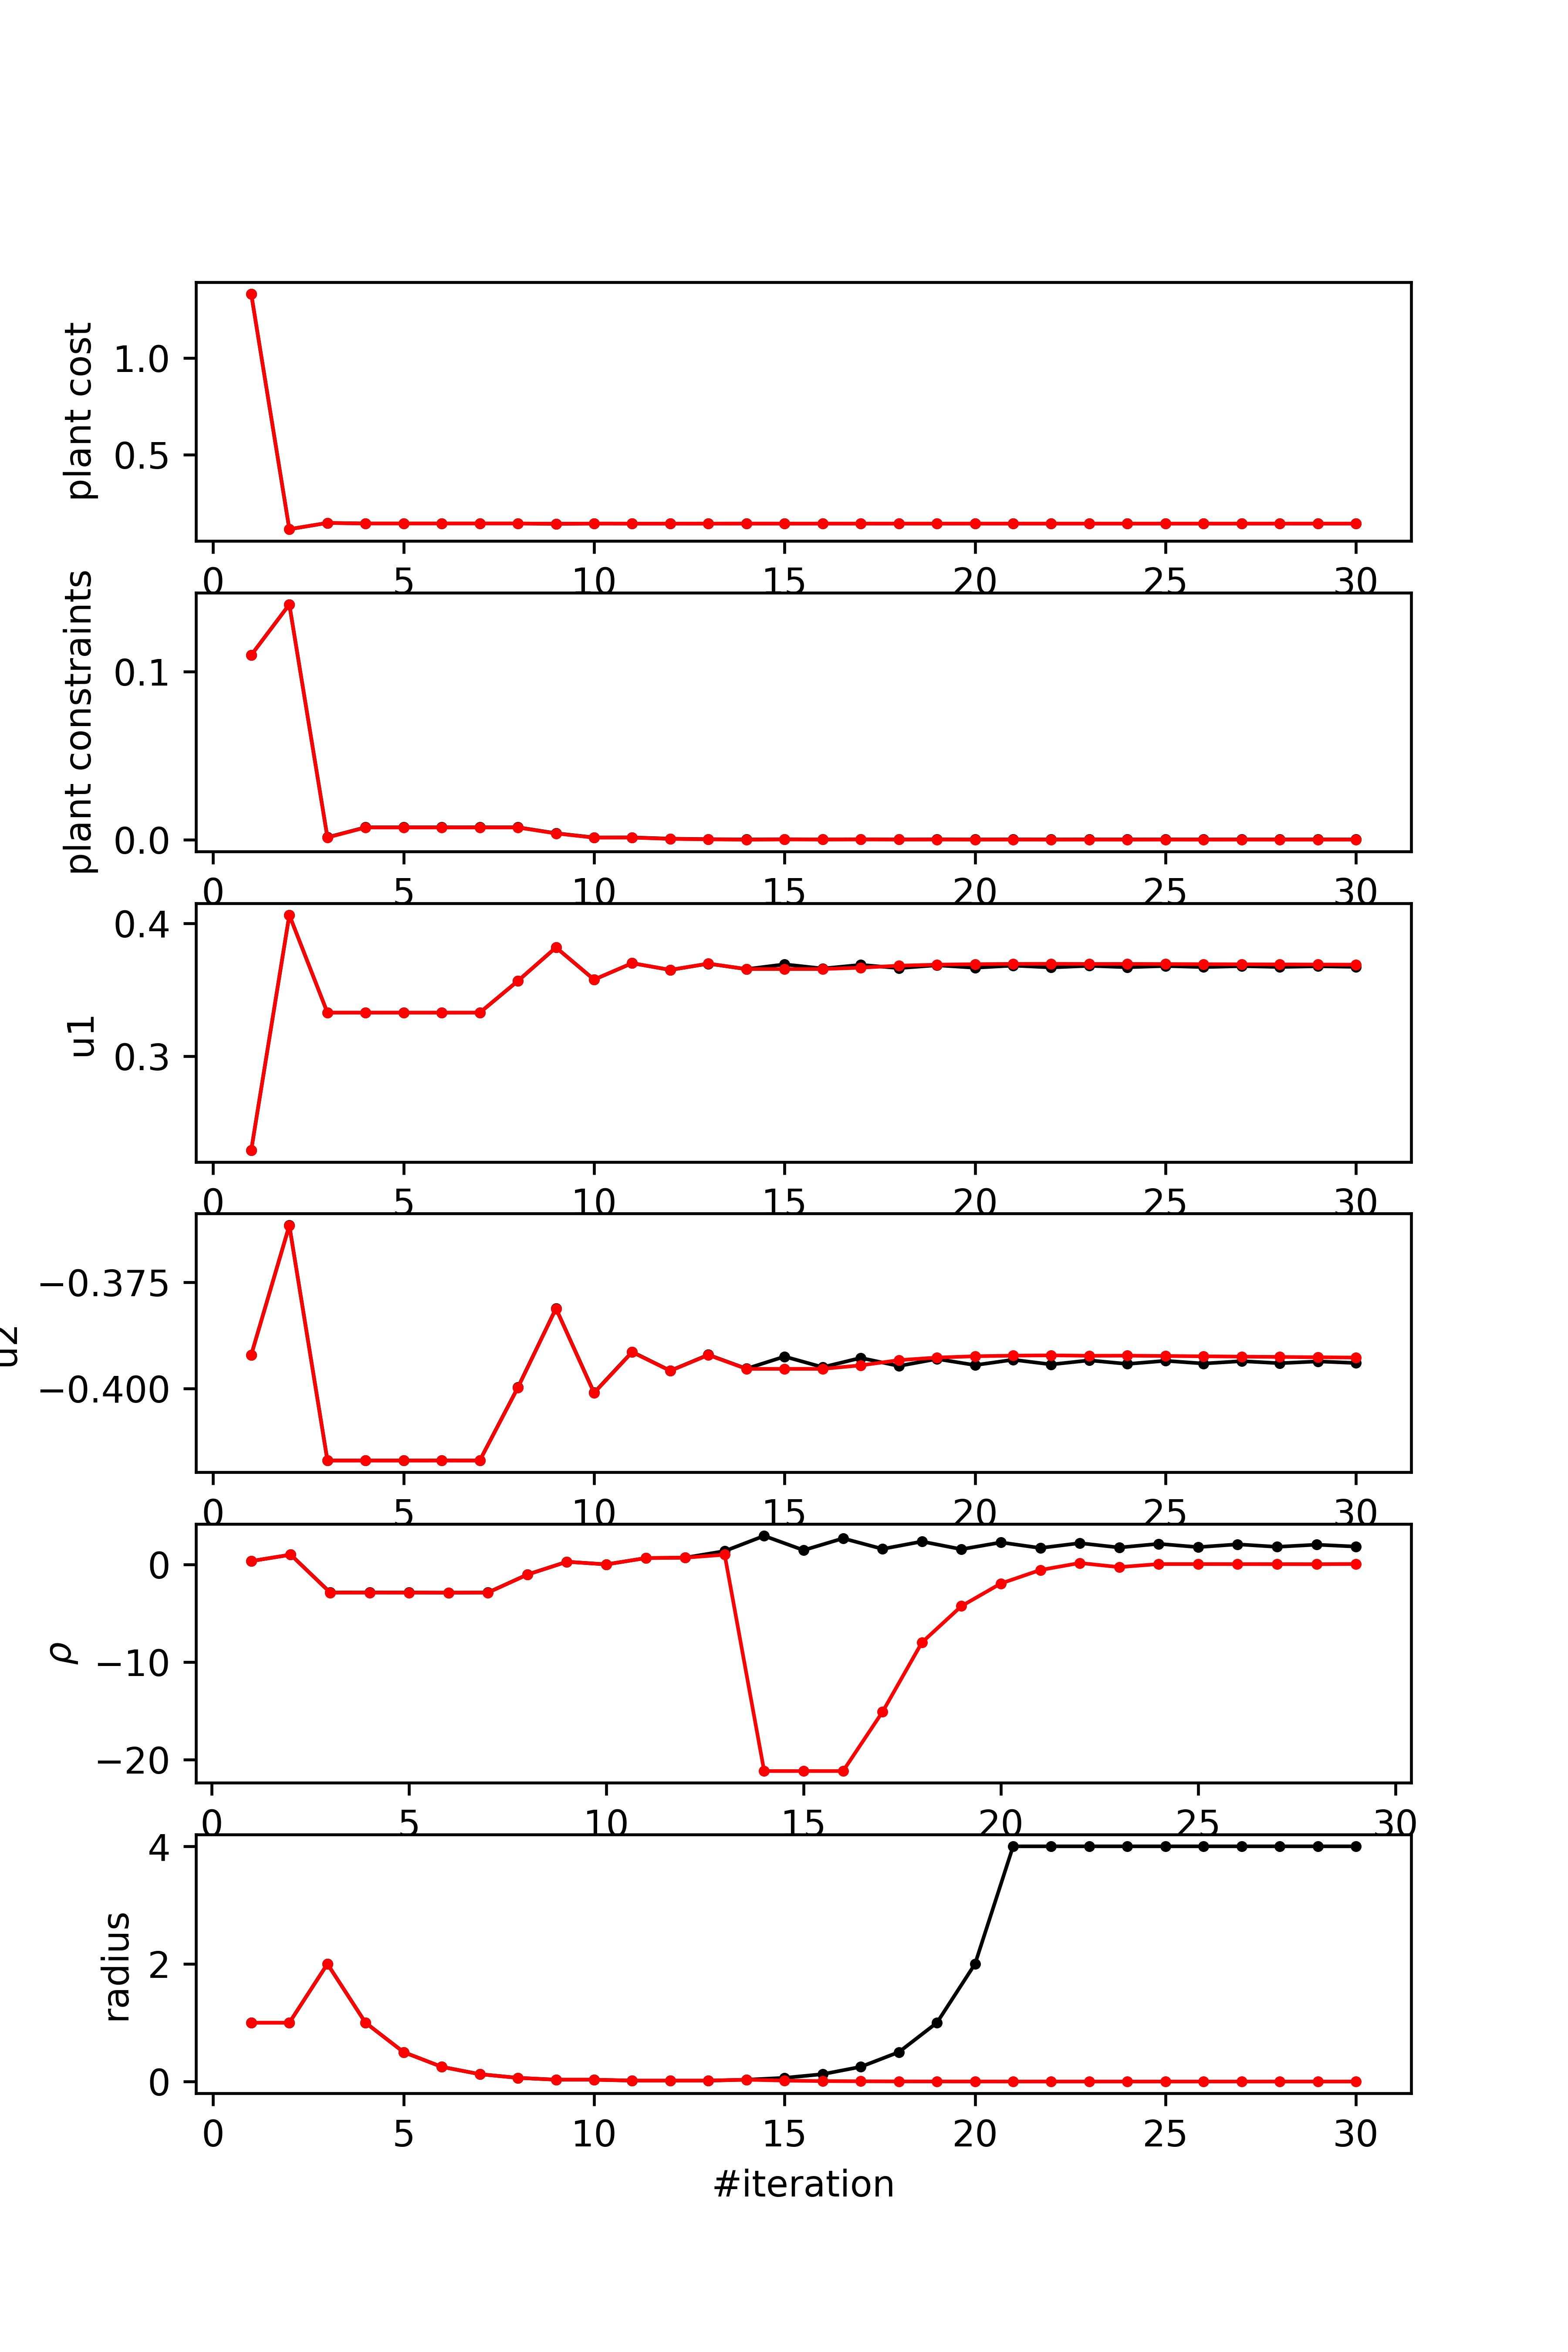 plant cost
1.0
0.5
0 5 10 15 20 25 30
plant constraints
0.1
0.0
0 5 10 15 20 25 30
u1
0.4
0.3
0 5 10 15 20 25 30
u2
−0.375
−0.400
0 5 10 15 20 25 30
ρ
0
−10
−20
0 5 10 15 20 25 30
radius
4
2
0
0 5 10 15 20 25 30
#iteration